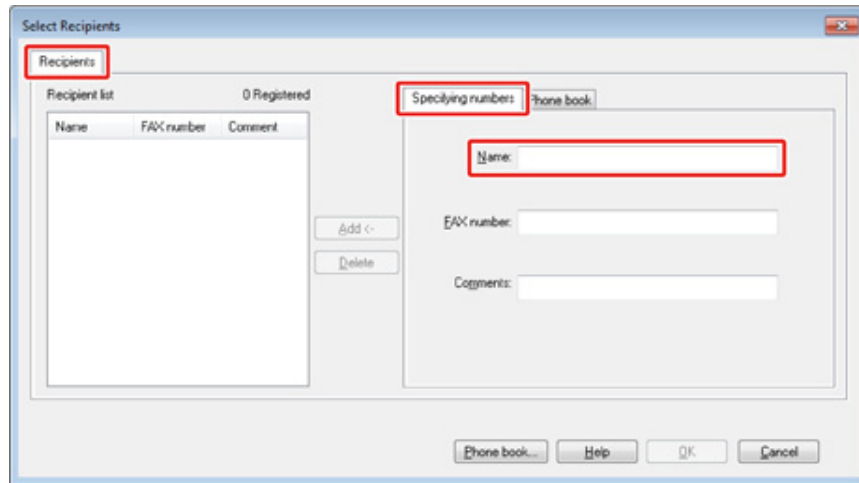 Select Recipients
Recipients
Recipient list 0 Registered
Name FAX number Comment
Add <-
Delete
Specifying numbers Phone book
Name:
FAX number:
Comments:
Phone book... Help OK Cancel